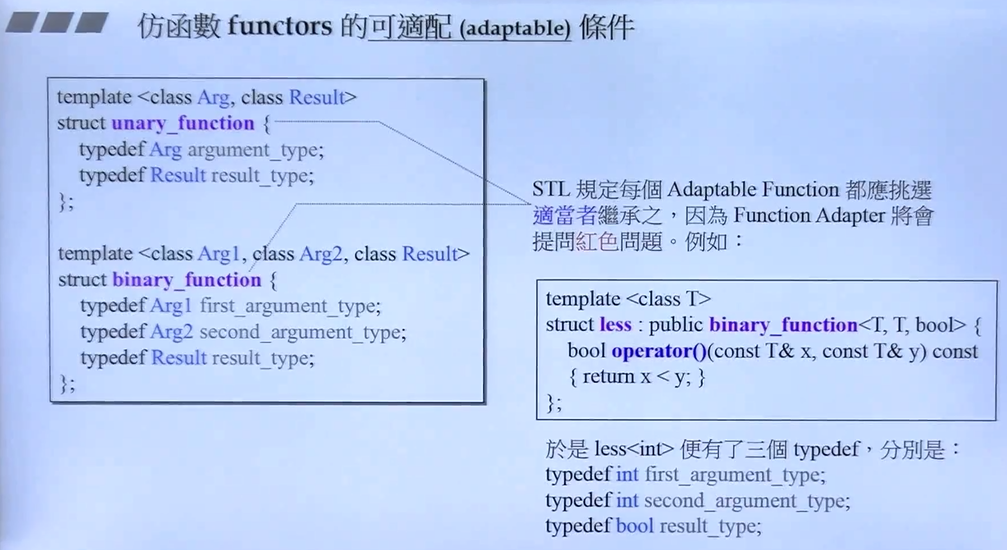 仿函數 functors 的可適配 (adaptable) 條件
template <class Arg, class Result>
struct unary_function {
typedef Arg argument_type;
typedef Result result_type;
};
template <class Arg1, class Arg2, class Result>
struct binary_function {
typedef Arg1 first_argument_type;
typedef Arg2 second_argument_type;
typedef Result result_type;
};
STL 規定每個 Adaptable Function 都應挑選
適當者繼承之，因為 Function Adapter 將會
提問紅色問題。例如：
template <class T>
struct less : public binary_function<T, T, bool> {
bool operator()(const T& x, const T& y) const
{ return x < y; }
};
於是 less<int> 便有了三個 typedef，分別是：
typedef int first_argument_type;
typedef int second_argument_type;
typedef bool result_type;